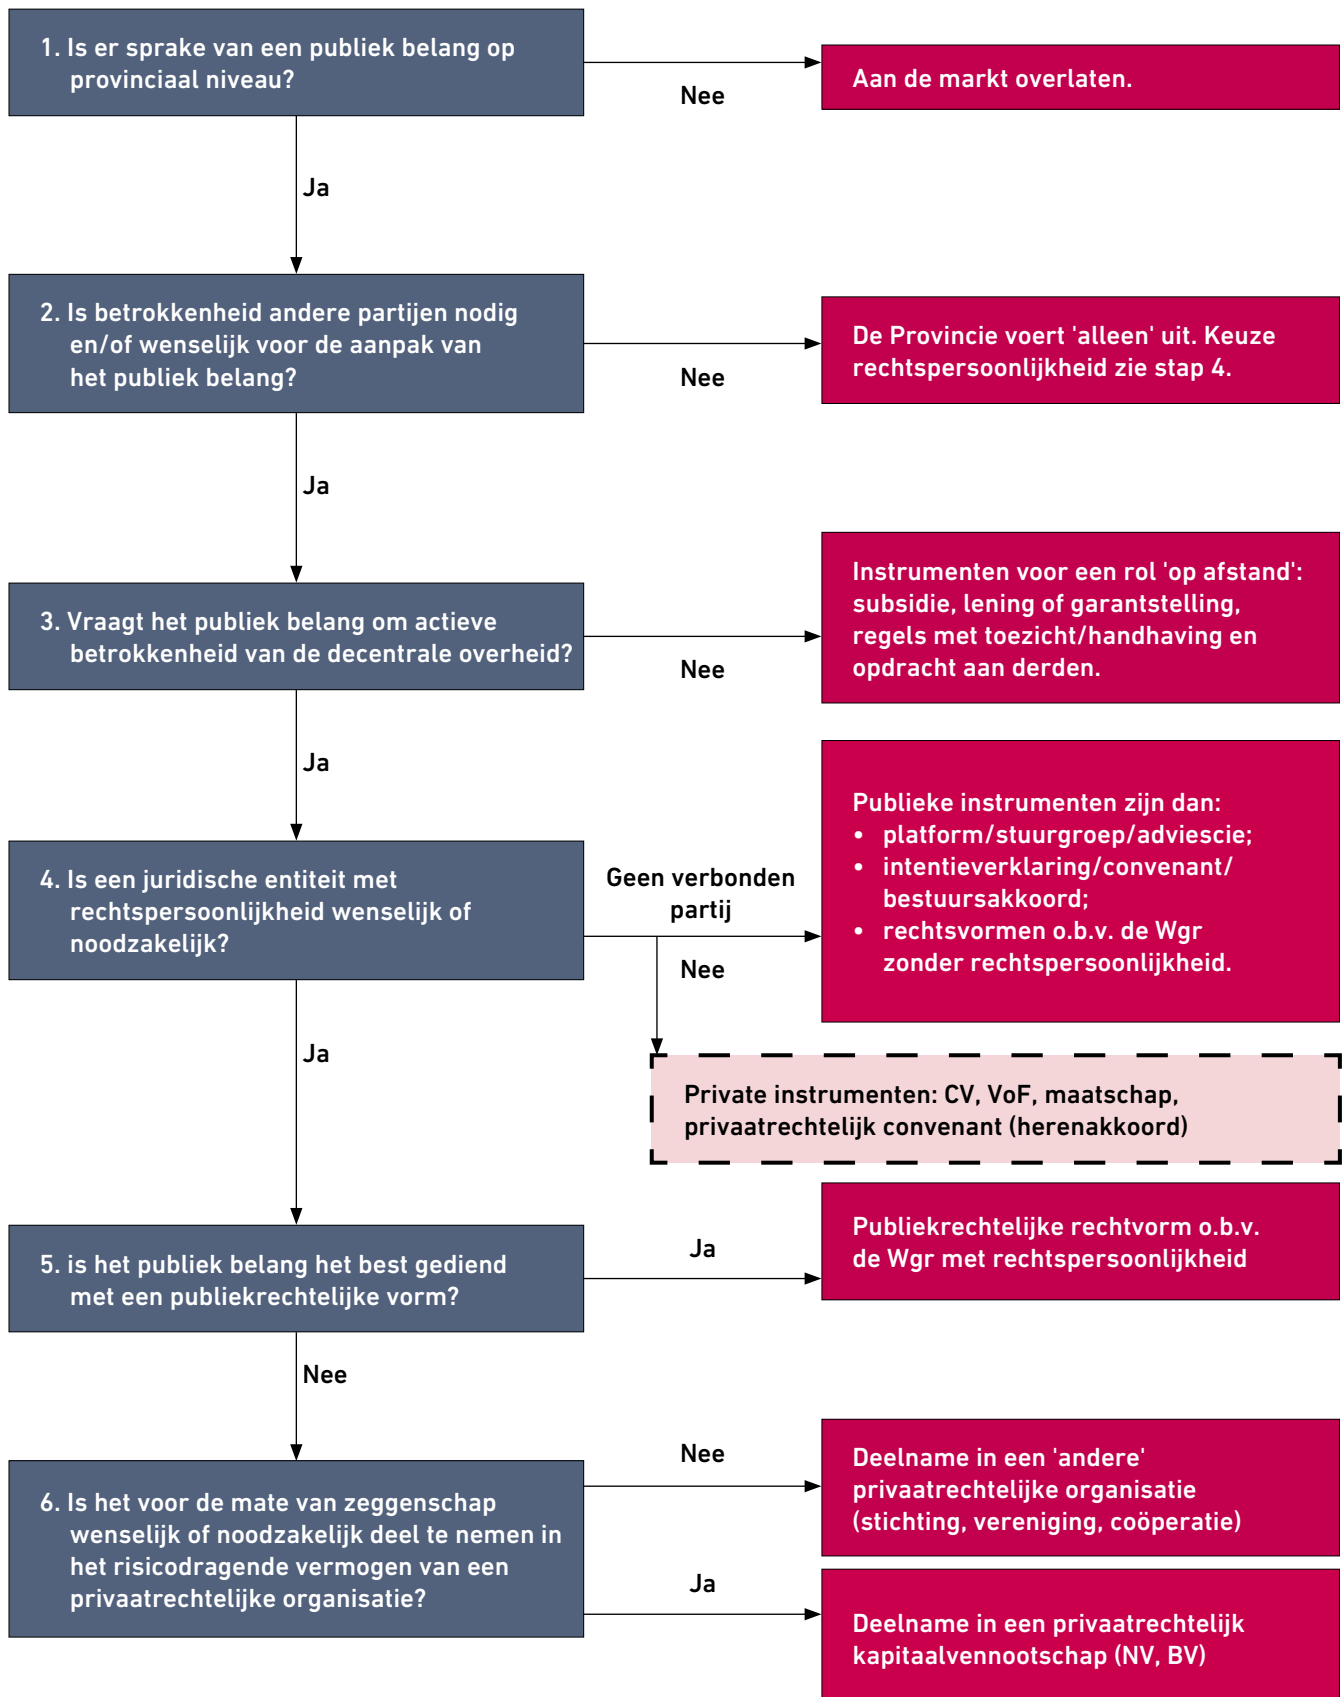 1. Is er sprake van een publiek belang op
provinciaal niveau?
Nee
Aan de markt overlaten.
Ja
2. Is betrokkenheid andere partijen nodig
en/of wenselijk voor de aanpak van
het publiek belang?
Nee
De Provincie voert 'alleen' uit. Keuze
rechtspersoonlijkheid zie stap 4.
Ja
3. Vraagt het publiek belang om actieve
betrokkenheid van de decentrale overheid?
Nee
Instrumenten voor een rol 'op afstand':
subsidie, lening of garantstelling,
regels met toezicht/handhaving en
opdracht aan derden.
Ja
4. Is een juridische entiteit met
rechtspersoonlijkheid wenselijk of
noodzakelijk?
Geen verbonden
partij
Nee
Publieke instrumenten zijn dan:
• platform/stuurgroep/adviescie;
• intentieverklaring/convenant/
bestuursakkoord;
• rechtsvormen o.b.v. de Wgr
zonder rechtspersoonlijkheid.
Ja
Private instrumenten: CV, VoF, maatschap,
privaatrechtelijk convenant (herenakkoord)
5. is het publiek belang het best gediend
met een publiekrechtelijke vorm?
Ja
Publiekrechtelijke rechtvorm o.b.v.
de Wgr met rechtspersoonlijkheid
Nee
6. Is het voor de mate van zeggenschap
wenselijk of noodzakelijk deel te nemen in
het risicodragende vermogen van een
privaatrechtelijke organisatie?
Nee
Deelname in een 'andere'
privaatrechtelijke organisatie
(stichting, vereniging, coöperatie)
Ja
Deelname in een privaatrechtelijk
kapitaalvennootschap (NV, BV)